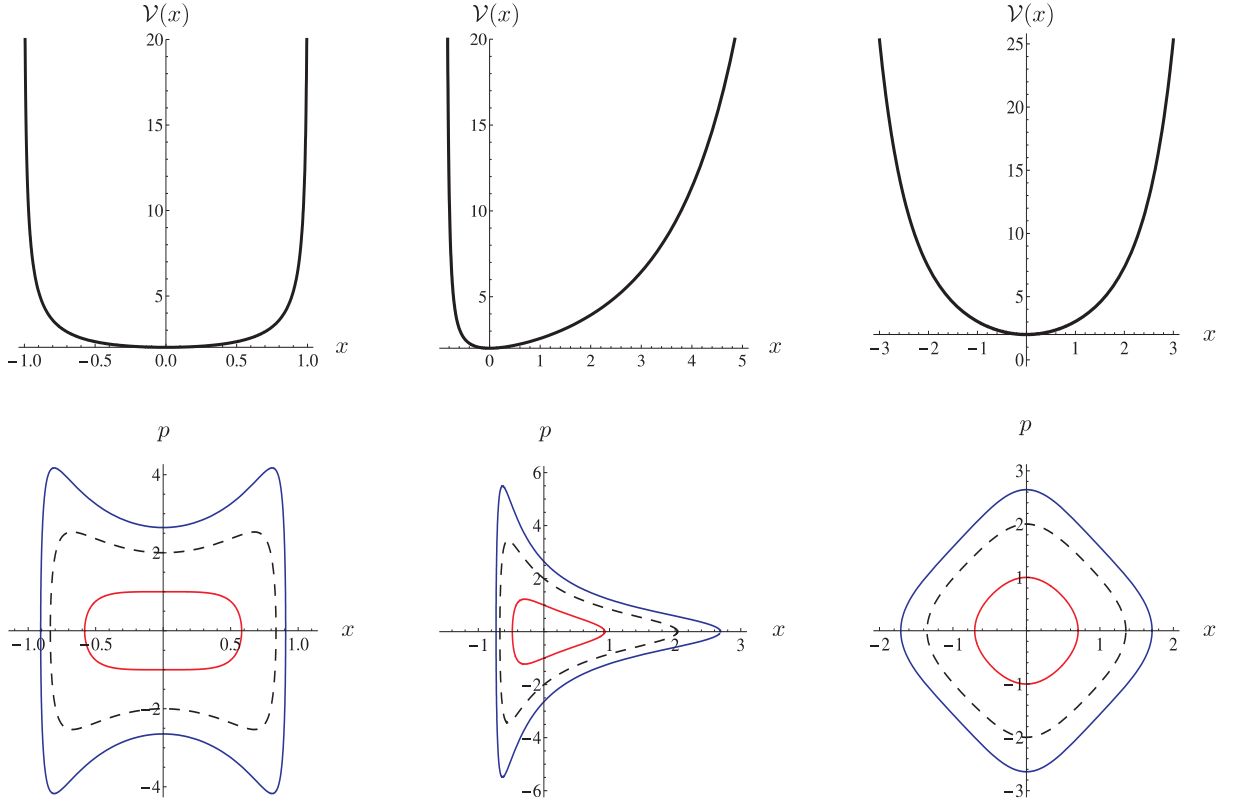 𝒱(x) 𝒱(x) 𝒱(x)
20 20 25
15 15 20
10 10 15
5 5 10
5
0
−1.0 −0.5 0.0 0.5 1.0 x
0 1 2 3 4 5 x
−3 −2 −1 1 2 3 x
p p p
4 6 3
2 4 2
−2 2 1
−4 −2 −1
−4 −2
−6 −3
−1.0 −0.5 0.5 1.0 x
1 2 3 x
−2 −1 1 2 x